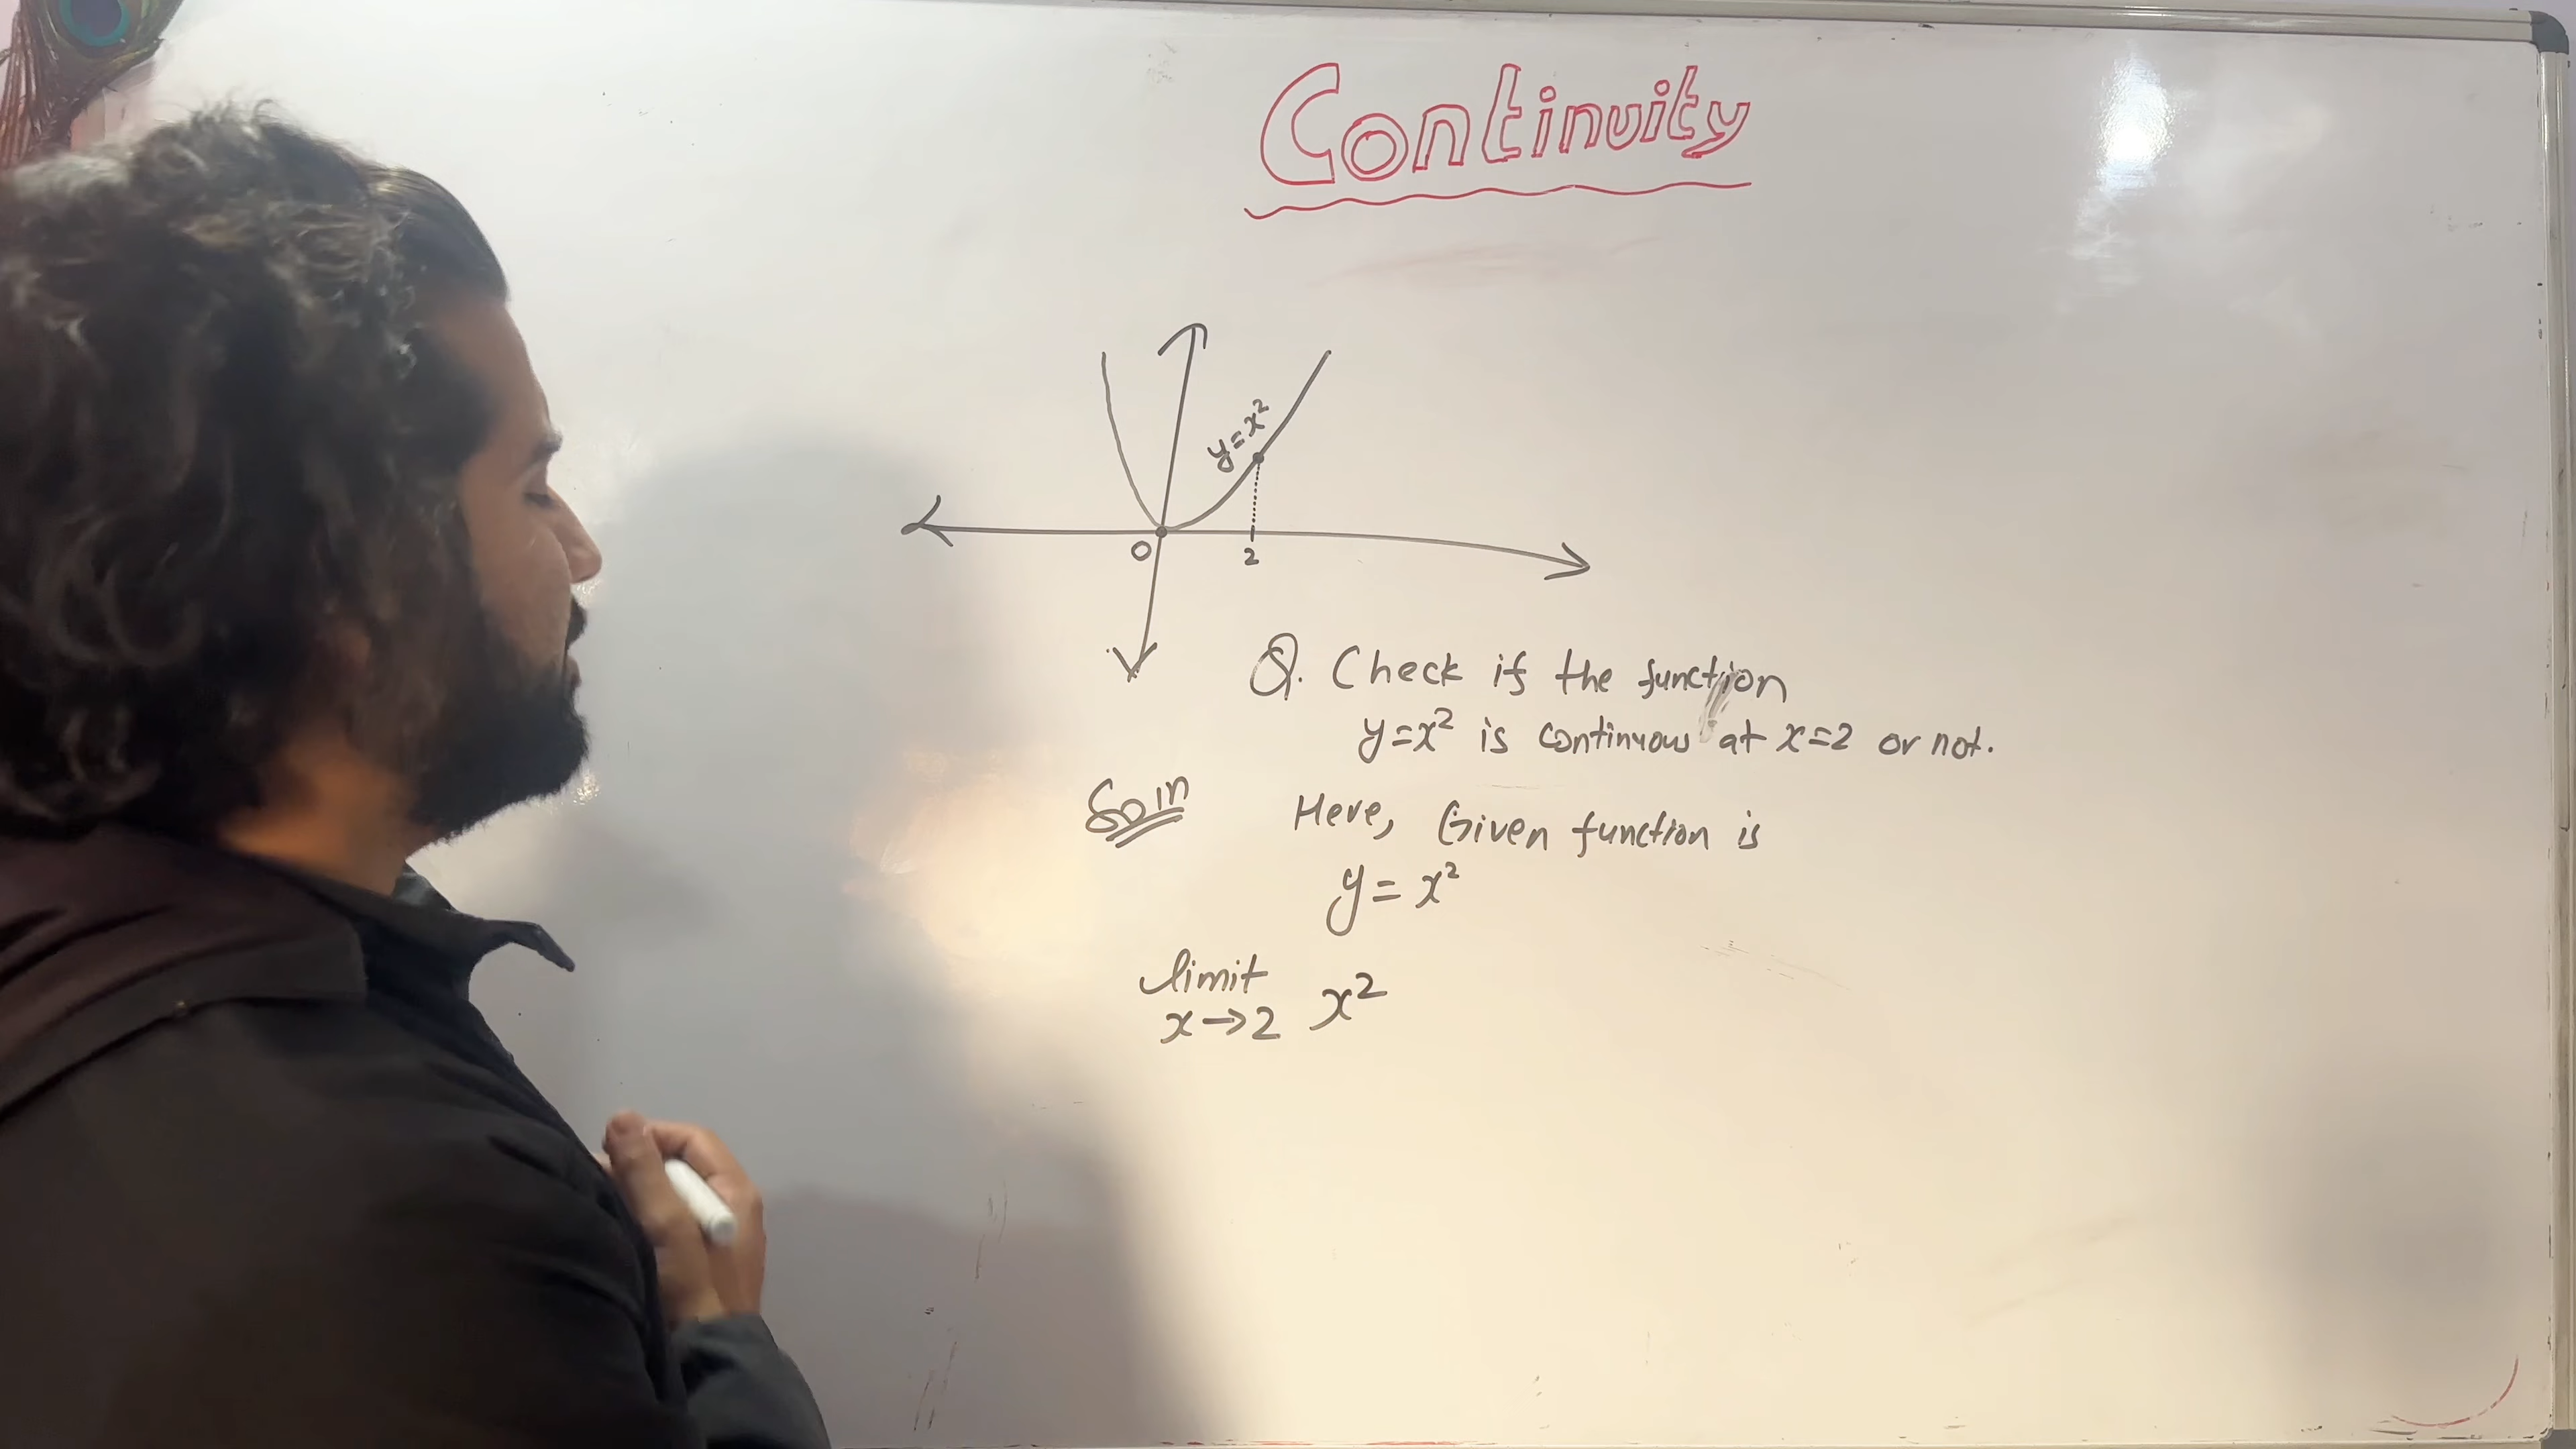 Continuity
y=x²
O
2
Q. Check if the function
y=x² is continuous at x=2 or not.
Soln
Here, Given function is
y = x²
limit
x→2 x²